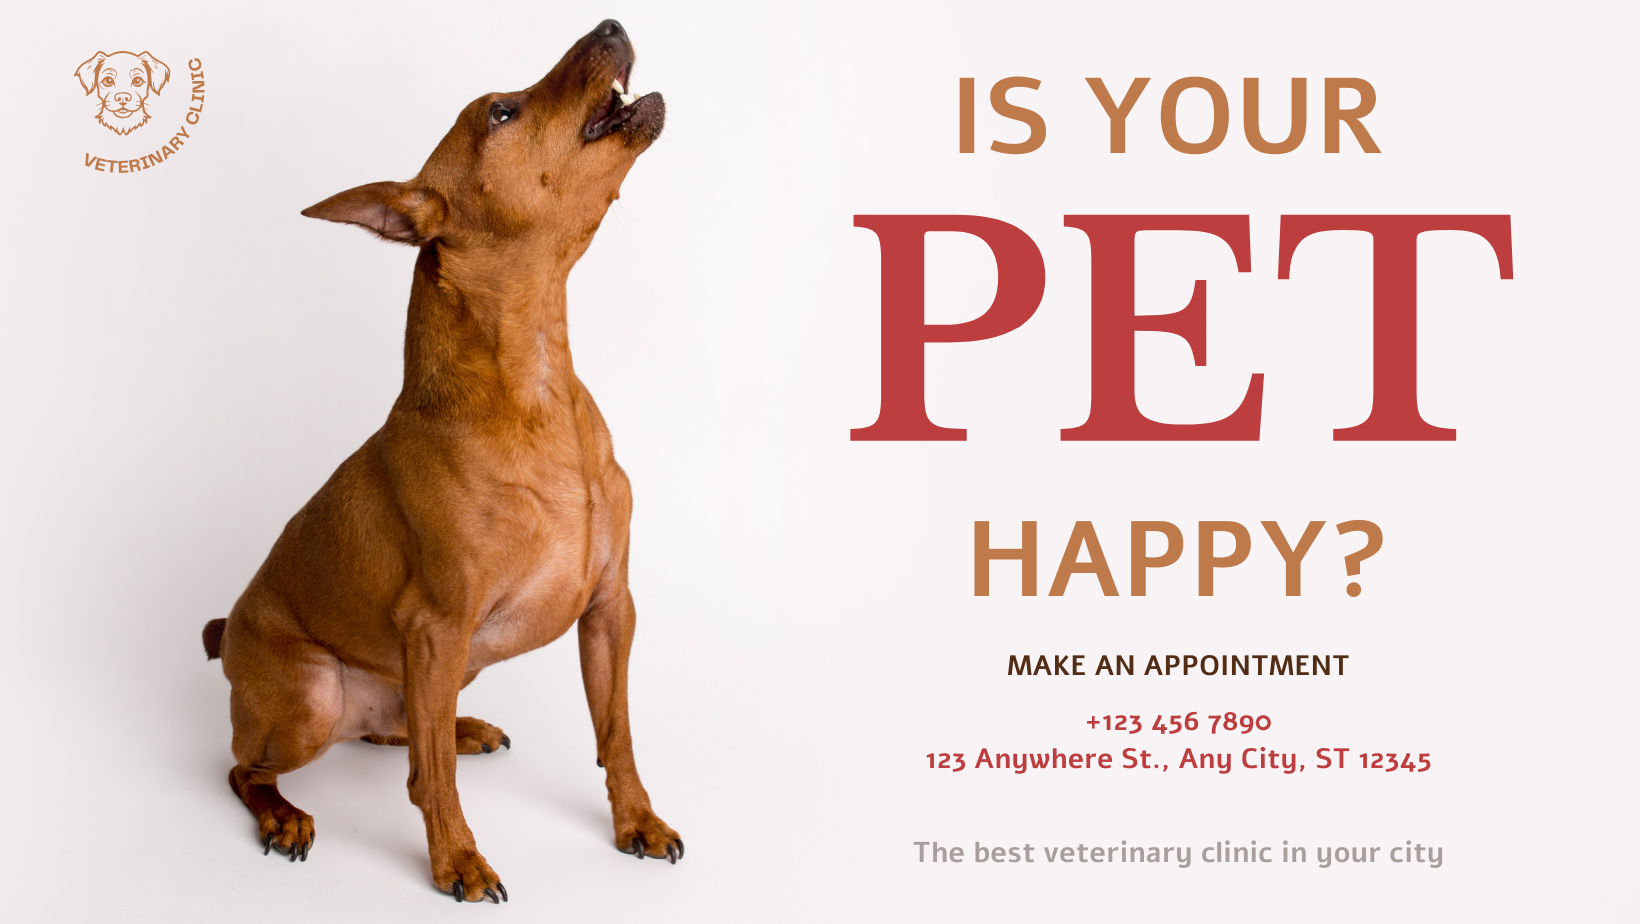 VETERINARY CLINIC
IS YOUR
PET
HAPPY?
MAKE AN APPOINTMENT
+123 456 7890
123 Anywhere St., Any City, ST 12345
The best veterinary clinic in your city